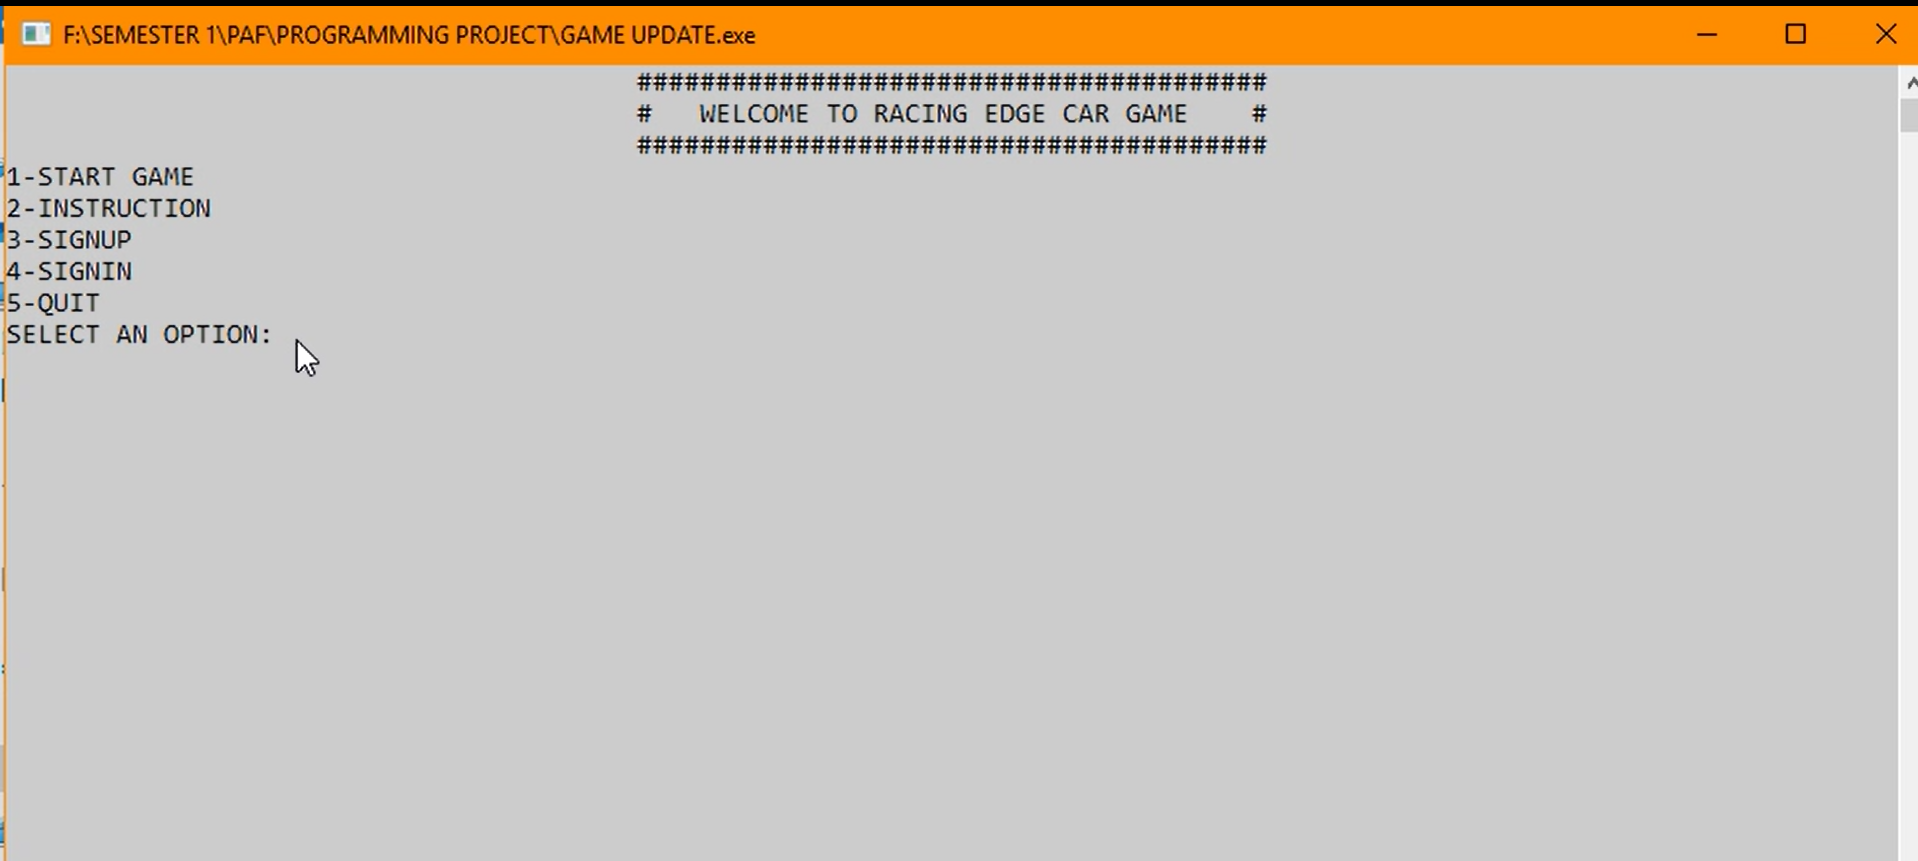 F:\SEMESTER 1\PAF\PROGRAMMING PROJECT\GAME UPDATE.exe
########################################
#   WELCOME TO RACING EDGE CAR GAME    #
########################################
1-START GAME
2-INSTRUCTION
3-SIGNUP
4-SIGNIN
5-QUIT
SELECT AN OPTION: